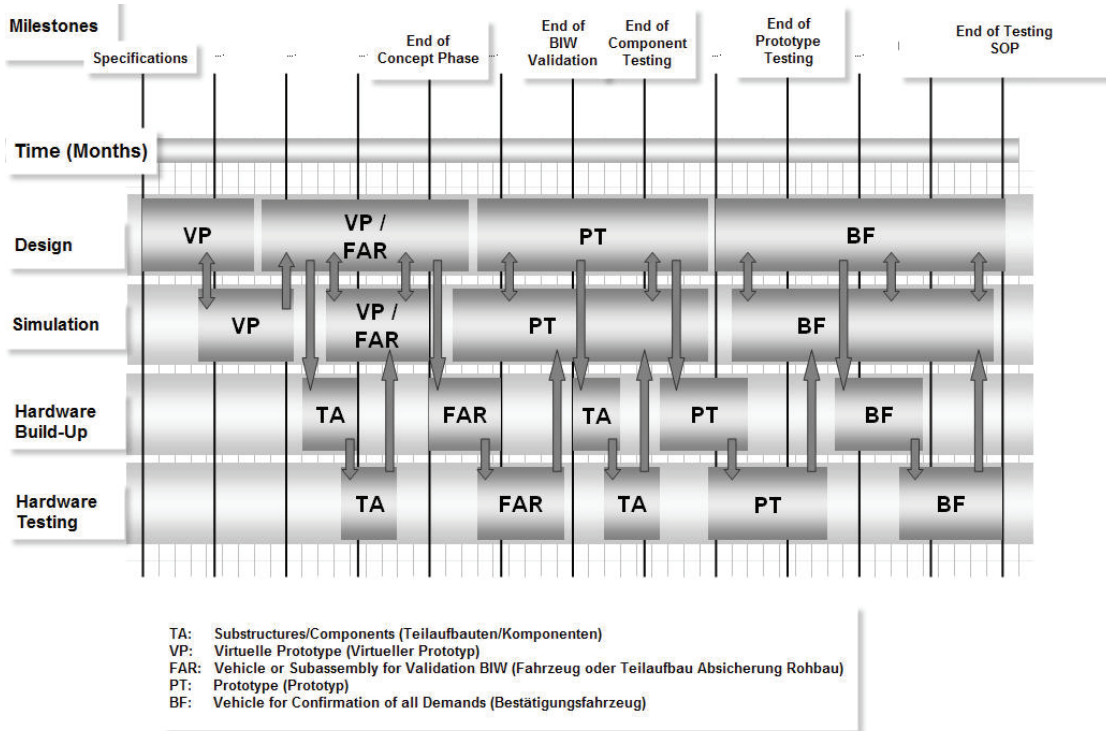 Milestones
Specifications
End of
Concept Phase
End of
BIW
Validation
End of
Component
Testing
End of
Prototype
Testing
End of Testing
SOP
Time (Months)
Design
VP
VP /
FAR
PT
BF
Simulation
VP
VP /
FAR
PT
BF
Hardware
Build-Up
TA
FAR
TA
PT
BF
Hardware
Testing
TA
FAR
TA
PT
BF
TA: Substructures/Components (Teilaufbauten/Komponenten)
VP: Virtuelle Prototype (Virtueller Prototyp)
FAR: Vehicle or Subassembly for Validation BIW (Fahrzeug oder Teilaufbau Absicherung Rohbau)
PT: Prototype (Prototyp)
BF: Vehicle for Confirmation of all Demands (Bestätigungsfahrzeug)